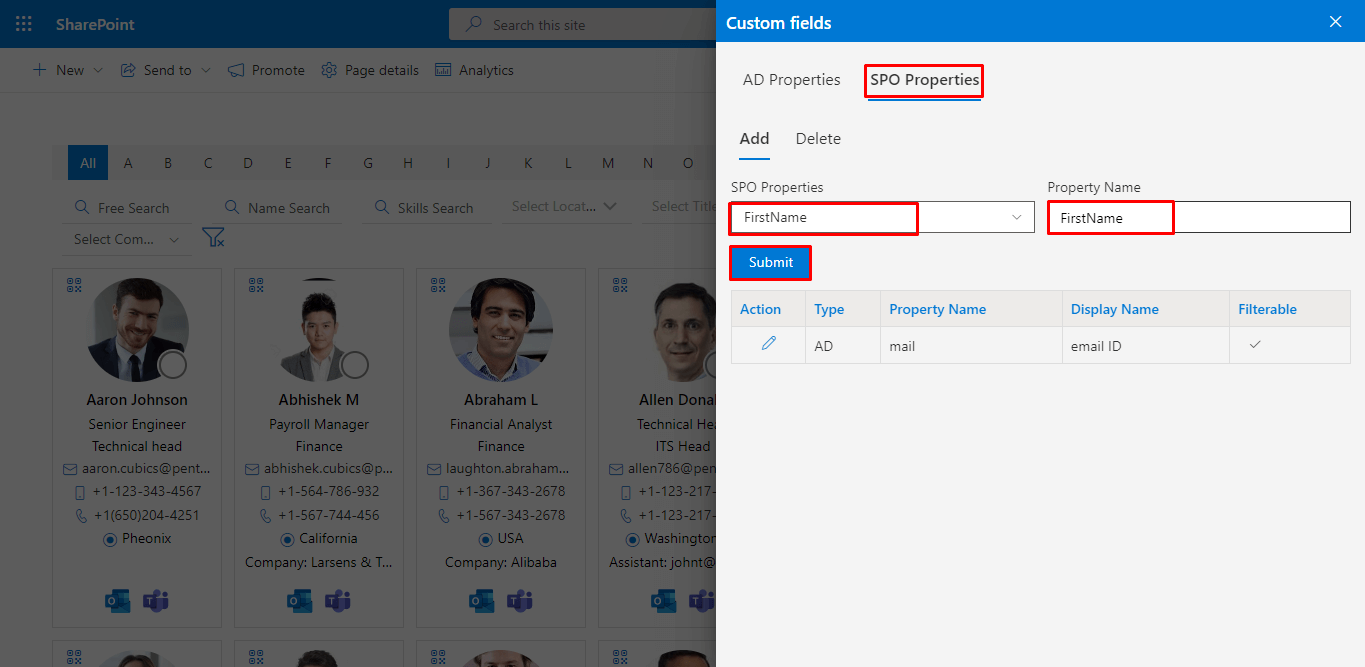 SharePoint
Search this site
New
Send to
Promote
Page details
Analytics
All A B C D E F G H I J K L M N O
Free Search
Name Search
Skills Search
Select Locat...
Select Title
Select Com...
Aaron Johnson
Senior Engineer
Technical head
aaron.cubics@pent...
+1-123-343-4567
+1(650)204-4251
Pheonix
Abhishek M
Payroll Manager
Finance
abhishek.cubics@p...
+1-564-786-932
+1-567-744-456
California
Company: Larsens & T...
Abraham L
Financial Analyst
Finance
laughton.abraham...
+1-367-343-2678
+1-567-343-2678
USA
Company: Alibaba
Allen Donal
Technical Hea
ITS Head
allen786@pen
+1-123-217-
+1-123-217-
Washington
Assistant: johnt@
Custom fields
AD Properties
SPO Properties
Add
Delete
SPO Properties
Property Name
FirstName
FirstName
Submit
Action Type Property Name Display Name Filterable
AD mail email ID